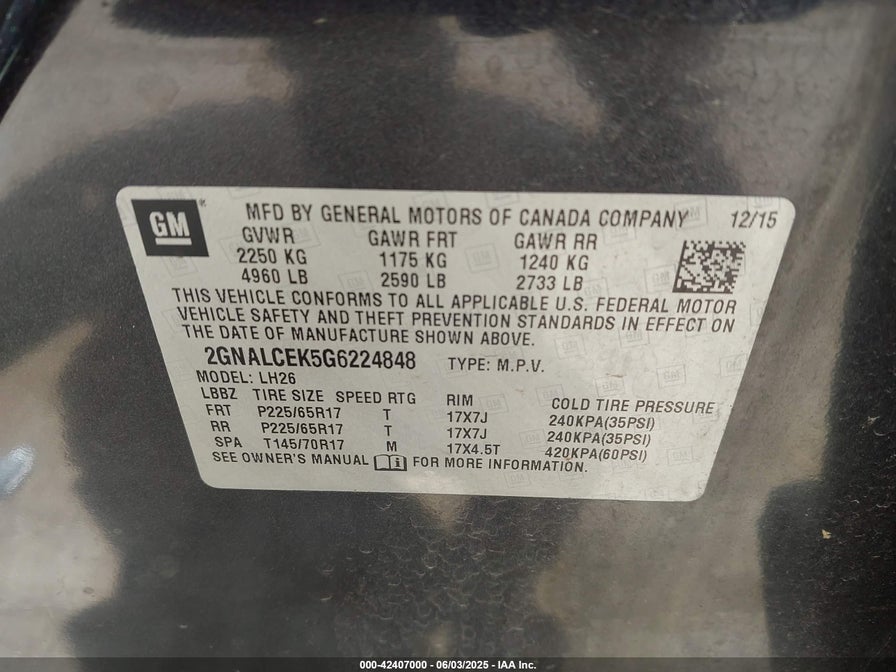 GM
MFD BY GENERAL MOTORS OF CANADA COMPANY 12/15
GVWR GAWR FRT GAWR RR
2250 KG 1175 KG 1240 KG
4960 LB 2590 LB 2733 LB
THIS VEHICLE CONFORMS TO ALL APPLICABLE U.S. FEDERAL MOTOR
VEHICLE SAFETY AND THEFT PREVENTION STANDARDS IN EFFECT ON
THE DATE OF MANUFACTURE SHOWN ABOVE.
2GNALCEK5G6224848 TYPE: M.P.V.
MODEL: LH26
LBBZ TIRE SIZE SPEED RTG RIM COLD TIRE PRESSURE
FRT P225/65R17 T 17X7J 240KPA(35PSI)
RR P225/65R17 T 17X7J 240KPA(35PSI)
SPA T145/70R17 M 17X4.5T 420KPA(60PSI)
SEE OWNER'S MANUAL FOR MORE INFORMATION.
000-42407000 - 06/03/2025 - IAA Inc.